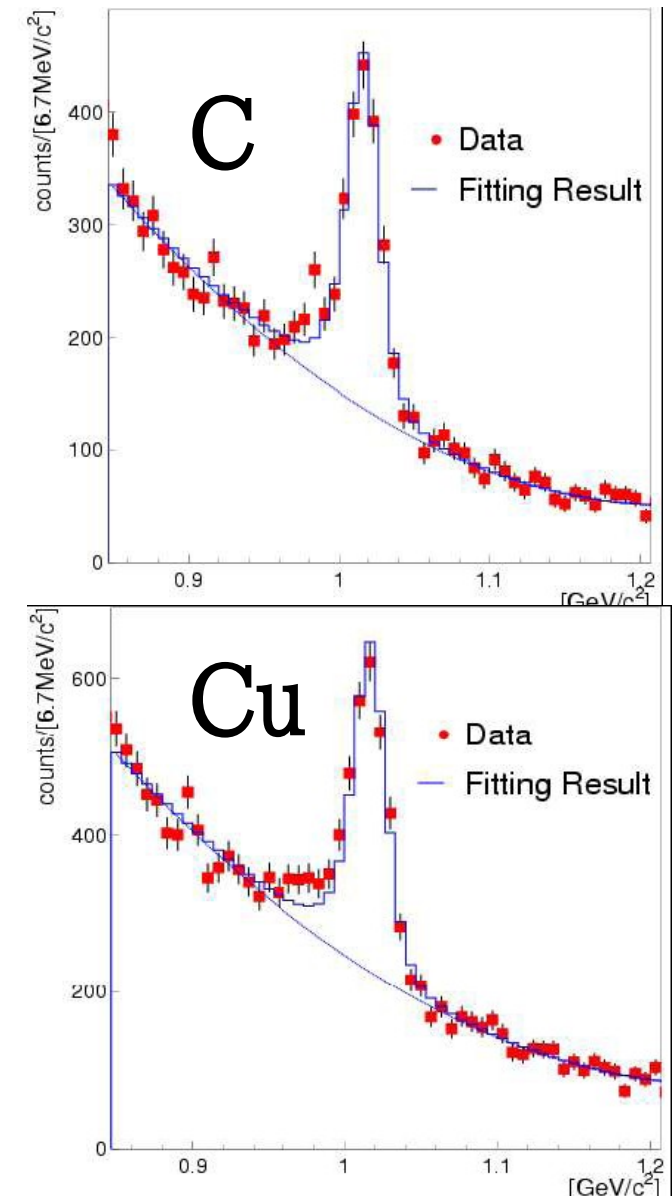 counts/[6.7MeV/c²]
400
300
200
100
0
C
Data
Fitting Result
0.9
1
1.1
1.2
[GeV/c²]
counts/[6.7MeV/c²]
600
400
200
0
Cu
Data
Fitting Result
0.9
1
1.1
1.2
[GeV/c²]